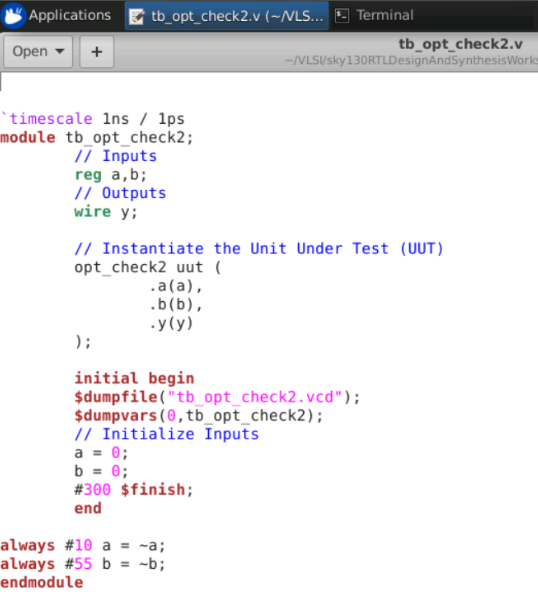 Applications tb_opt_check2.v (~/VLS... Terminal
Open + tb_opt_check2.v
~/VLSI/sky130RTLDesignAndSynthesisWorks
`timescale 1ns / 1ps
module tb_opt_check2;
// Inputs
reg a,b;
// Outputs
wire y;
// Instantiate the Unit Under Test (UUT)
opt_check2 uut (
.a(a),
.b(b),
.y(y)
);
initial begin
$dumpfile("tb_opt_check2.vcd");
$dumpvars(0,tb_opt_check2);
// Initialize Inputs
a = 0;
b = 0;
#300 $finish;
end
always #10 a = ~a;
always #55 b = ~b;
endmodule